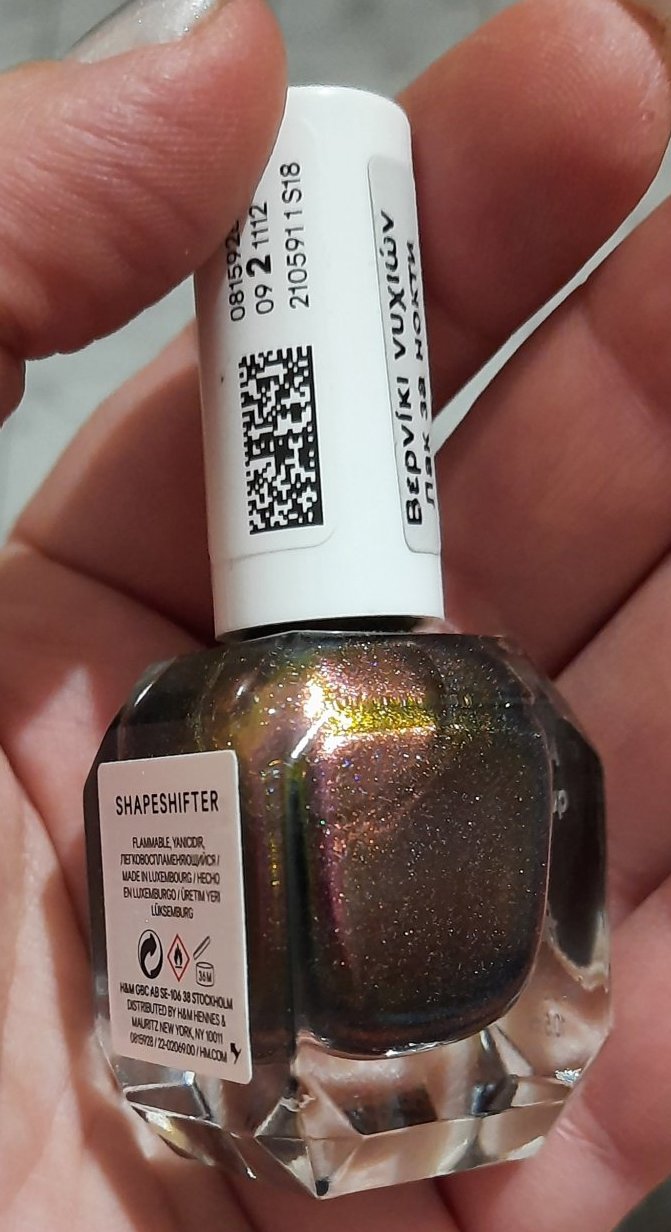 0815928
09 2 1112
2105911 S18
Βερνίκι νυχιών
Лак за нокти
SHAPESHIFTER
FLAMMABLE, YANICIDIR,
ЛЕГКОВОСПЛАМЕНЯЮЩИЙСЯ /
MADE IN LUXEMBOURG / HECHO
EN LUXEMBURGO / ÜRETIM YERI
LÜKSEMBURG
36M
H&M GBC AB SE-106 38 STOCKHOLM
DISTRIBUTED BY H&M HENNES &
MAURITZ NEW YORK, NY 10011
0815928 / 22-02069.00 / HM.COM